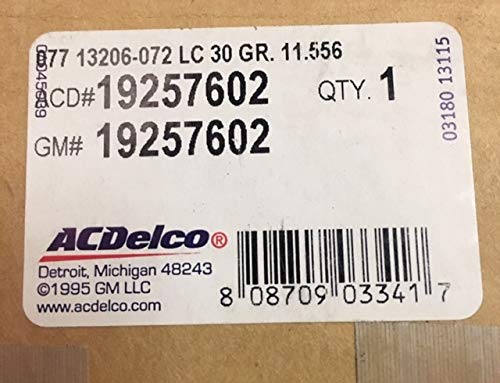 077 13206-072 LC 30 GR. 11.556
ACD# 19257602 QTY. 1
GM# 19257602
03180 13115
ACDelco®
Detroit, Michigan 48243
©1995 GM LLC
www.acdelco.com
8 08709 03341 7